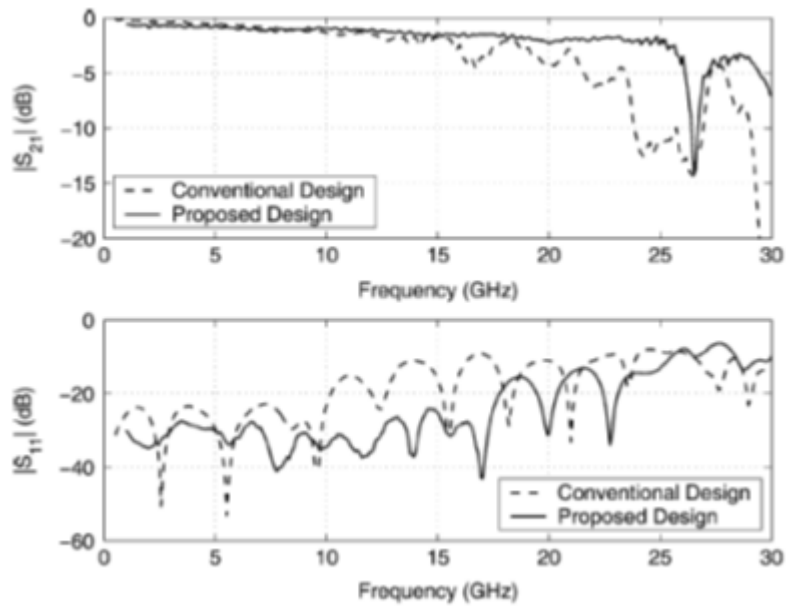 0
−5
−10
−15
−20
|S21| (dB)
Conventional Design
Proposed Design
0 5 10 15 20 25 30
Frequency (GHz)
0
−20
−40
−60
|S11| (dB)
Conventional Design
Proposed Design
0 5 10 15 20 25 30
Frequency (GHz)